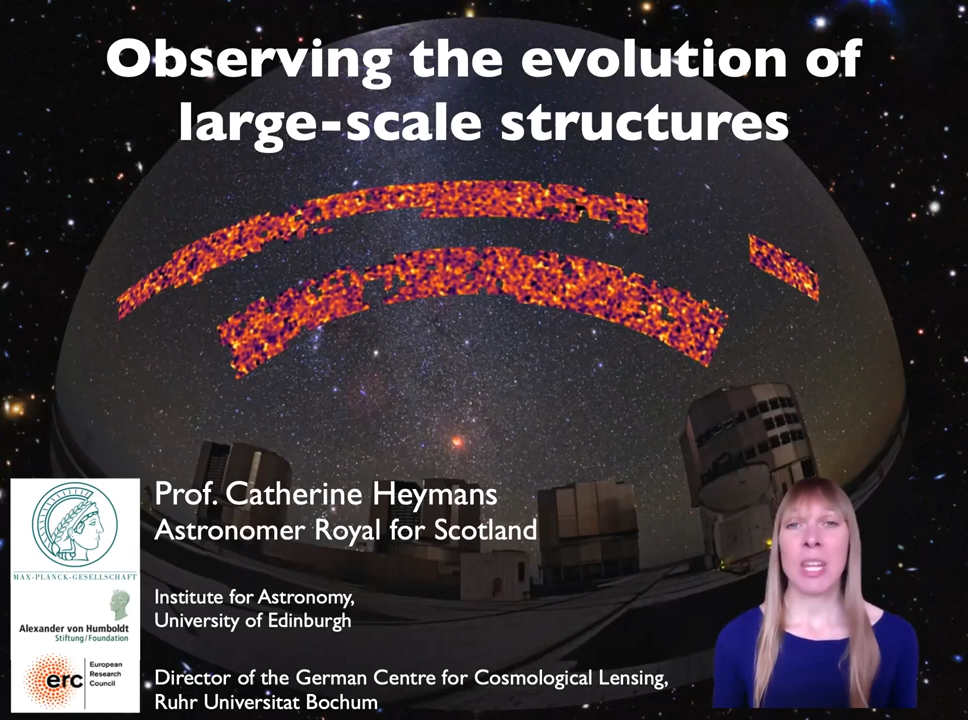 Observing the evolution of
large-scale structures
Prof. Catherine Heymans
Astronomer Royal for Scotland
MAX-PLANCK-GESELLSCHAFT
Institute for Astronomy,
University of Edinburgh
Alexander von Humboldt
Stiftung/Foundation
erc
European
Research
Council
Director of the German Centre for Cosmological Lensing,
Ruhr Universitat Bochum